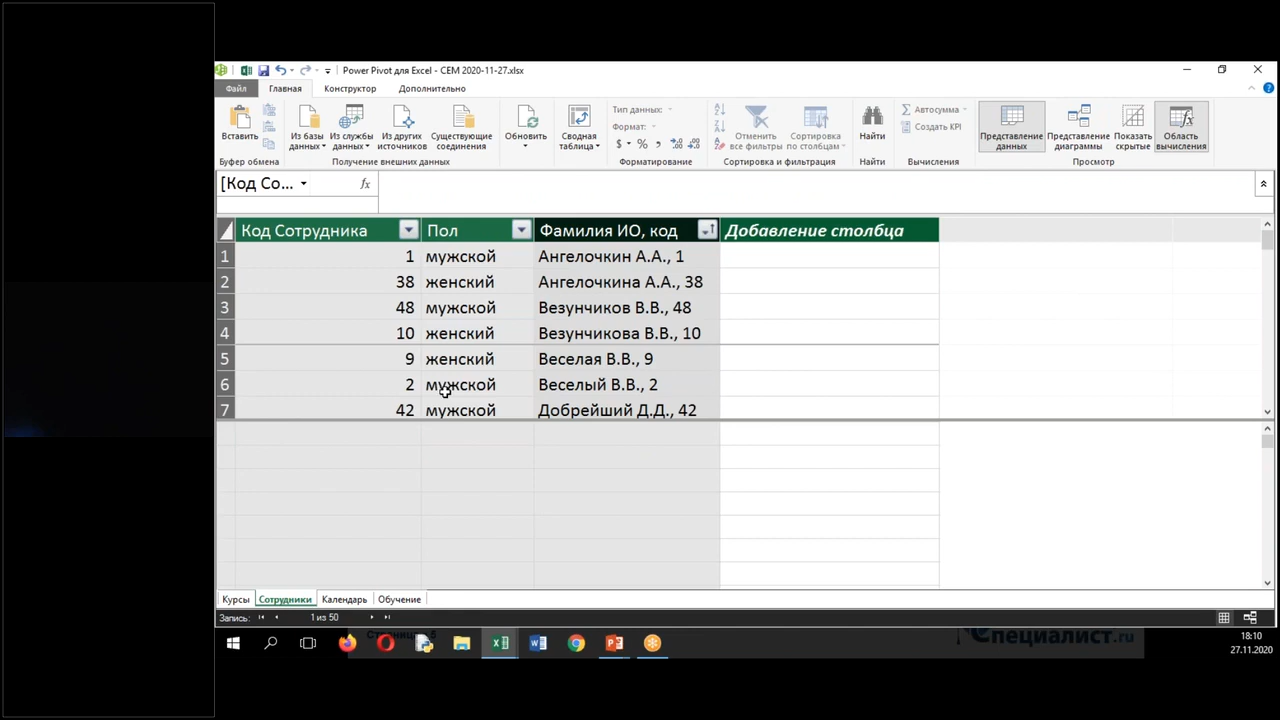 Power Pivot для Excel - СЕМ 2020-11-27.xlsx
Файл Главная Конструктор Дополнительно
Вставить
Буфер обмена
Из базы данных
Из службы данных
Из других источников
Существующие соединения
Получение внешних данных
Обновить
Сводная таблица
Тип данных:
Формат:
$ % ,
Форматирование
Отменить все фильтры
Сортировка по столбцам
Сортировка и фильтрация
Найти
Найти
Автосумма
Создать KPI
Вычисления
Представление данных
Представление диаграммы
Показать скрытые
Область вычисления
Просмотр
[Код Со... fx
Код Сотрудника Пол Фамилия ИО, код Добавление столбца
1 1 мужской Ангелочкин А.А., 1
2 38 женский Ангелочкина А.А., 38
3 48 мужской Везунчиков В.В., 48
4 10 женский Везунчикова В.В., 10
5 9 женский Веселая В.В., 9
6 2 мужской Веселый В.В., 2
7 42 мужской Добрейший Д.Д., 42
Курсы Сотрудники Календарь Обучение
Запись: 1 из 50
Специалист.ru
18:10
27.11.2020